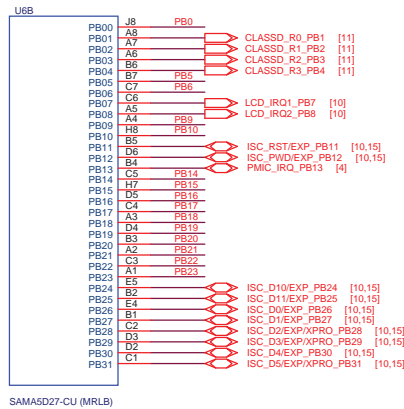 U6B
PB00 J8 PB0
PB01 A8 CLASSD_R0_PB1 [11]
PB02 A7 CLASSD_R1_PB2 [11]
PB03 A6 CLASSD_R2_PB3 [11]
PB04 B6 CLASSD_R3_PB4 [11]
PB05 B7 PB5
PB06 C7 PB6
PB07 C6 LCD_IRQ1_PB7 [10]
PB08 A5 LCD_IRQ2_PB8 [10]
PB09 A4
PB10 H8 PB10
PB11 B5 ISC_RST/EXP_PB11 [10,15]
PB12 D6 ISC_PWD/EXP_PB12 [10,15]
PB13 B4 PMIC_IRQ_PB13 [4]
PB14 C5 PB14
PB15 H7 PB15
PB16 D5 PB16
PB17 C4 PB17
PB18 A3 PB18
PB19 D4 PB19
PB20 B3 PB20
PB21 A2 PB21
PB22 C3 PB22
PB23 A1 PB23
PB24 E5 ISC_D10/EXP_PB24 [10,15]
PB25 B2 ISC_D11/EXP_PB25 [10,15]
PB26 E4 ISC_D0/EXP_PB26 [10,15]
PB27 B1 ISC_D1/EXP_PB27 [10,15]
PB28 C2 ISC_D2/EXP/XPRO_PB28 [10,15]
PB29 D3 ISC_D3/EXP/XPRO_PB29 [10,15]
PB30 D2 ISC_D4/EXP_PB30 [10,15]
PB31 C1 ISC_D5/EXP/XPRO_PB31 [10,15]
SAMA5D27-CU (MRLB)